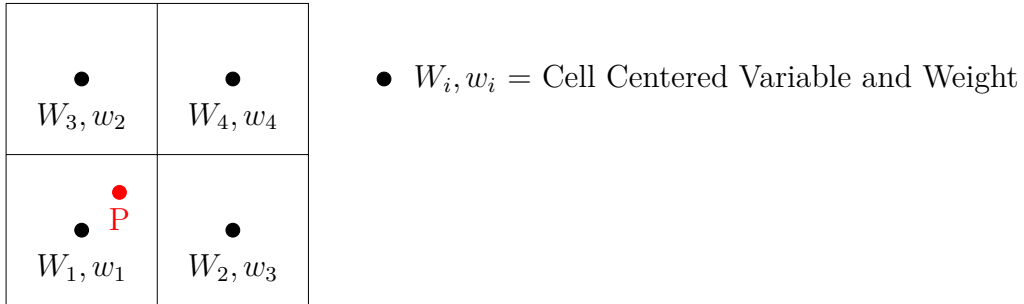 W_i, w_i = Cell Centered Variable and Weight
W_3, w_2
W_4, w_4
P
W_1, w_1
W_2, w_3